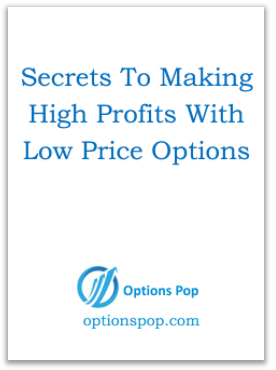 Secrets To Making
High Profits With
Low Price Options
Options Pop
optionspop.com